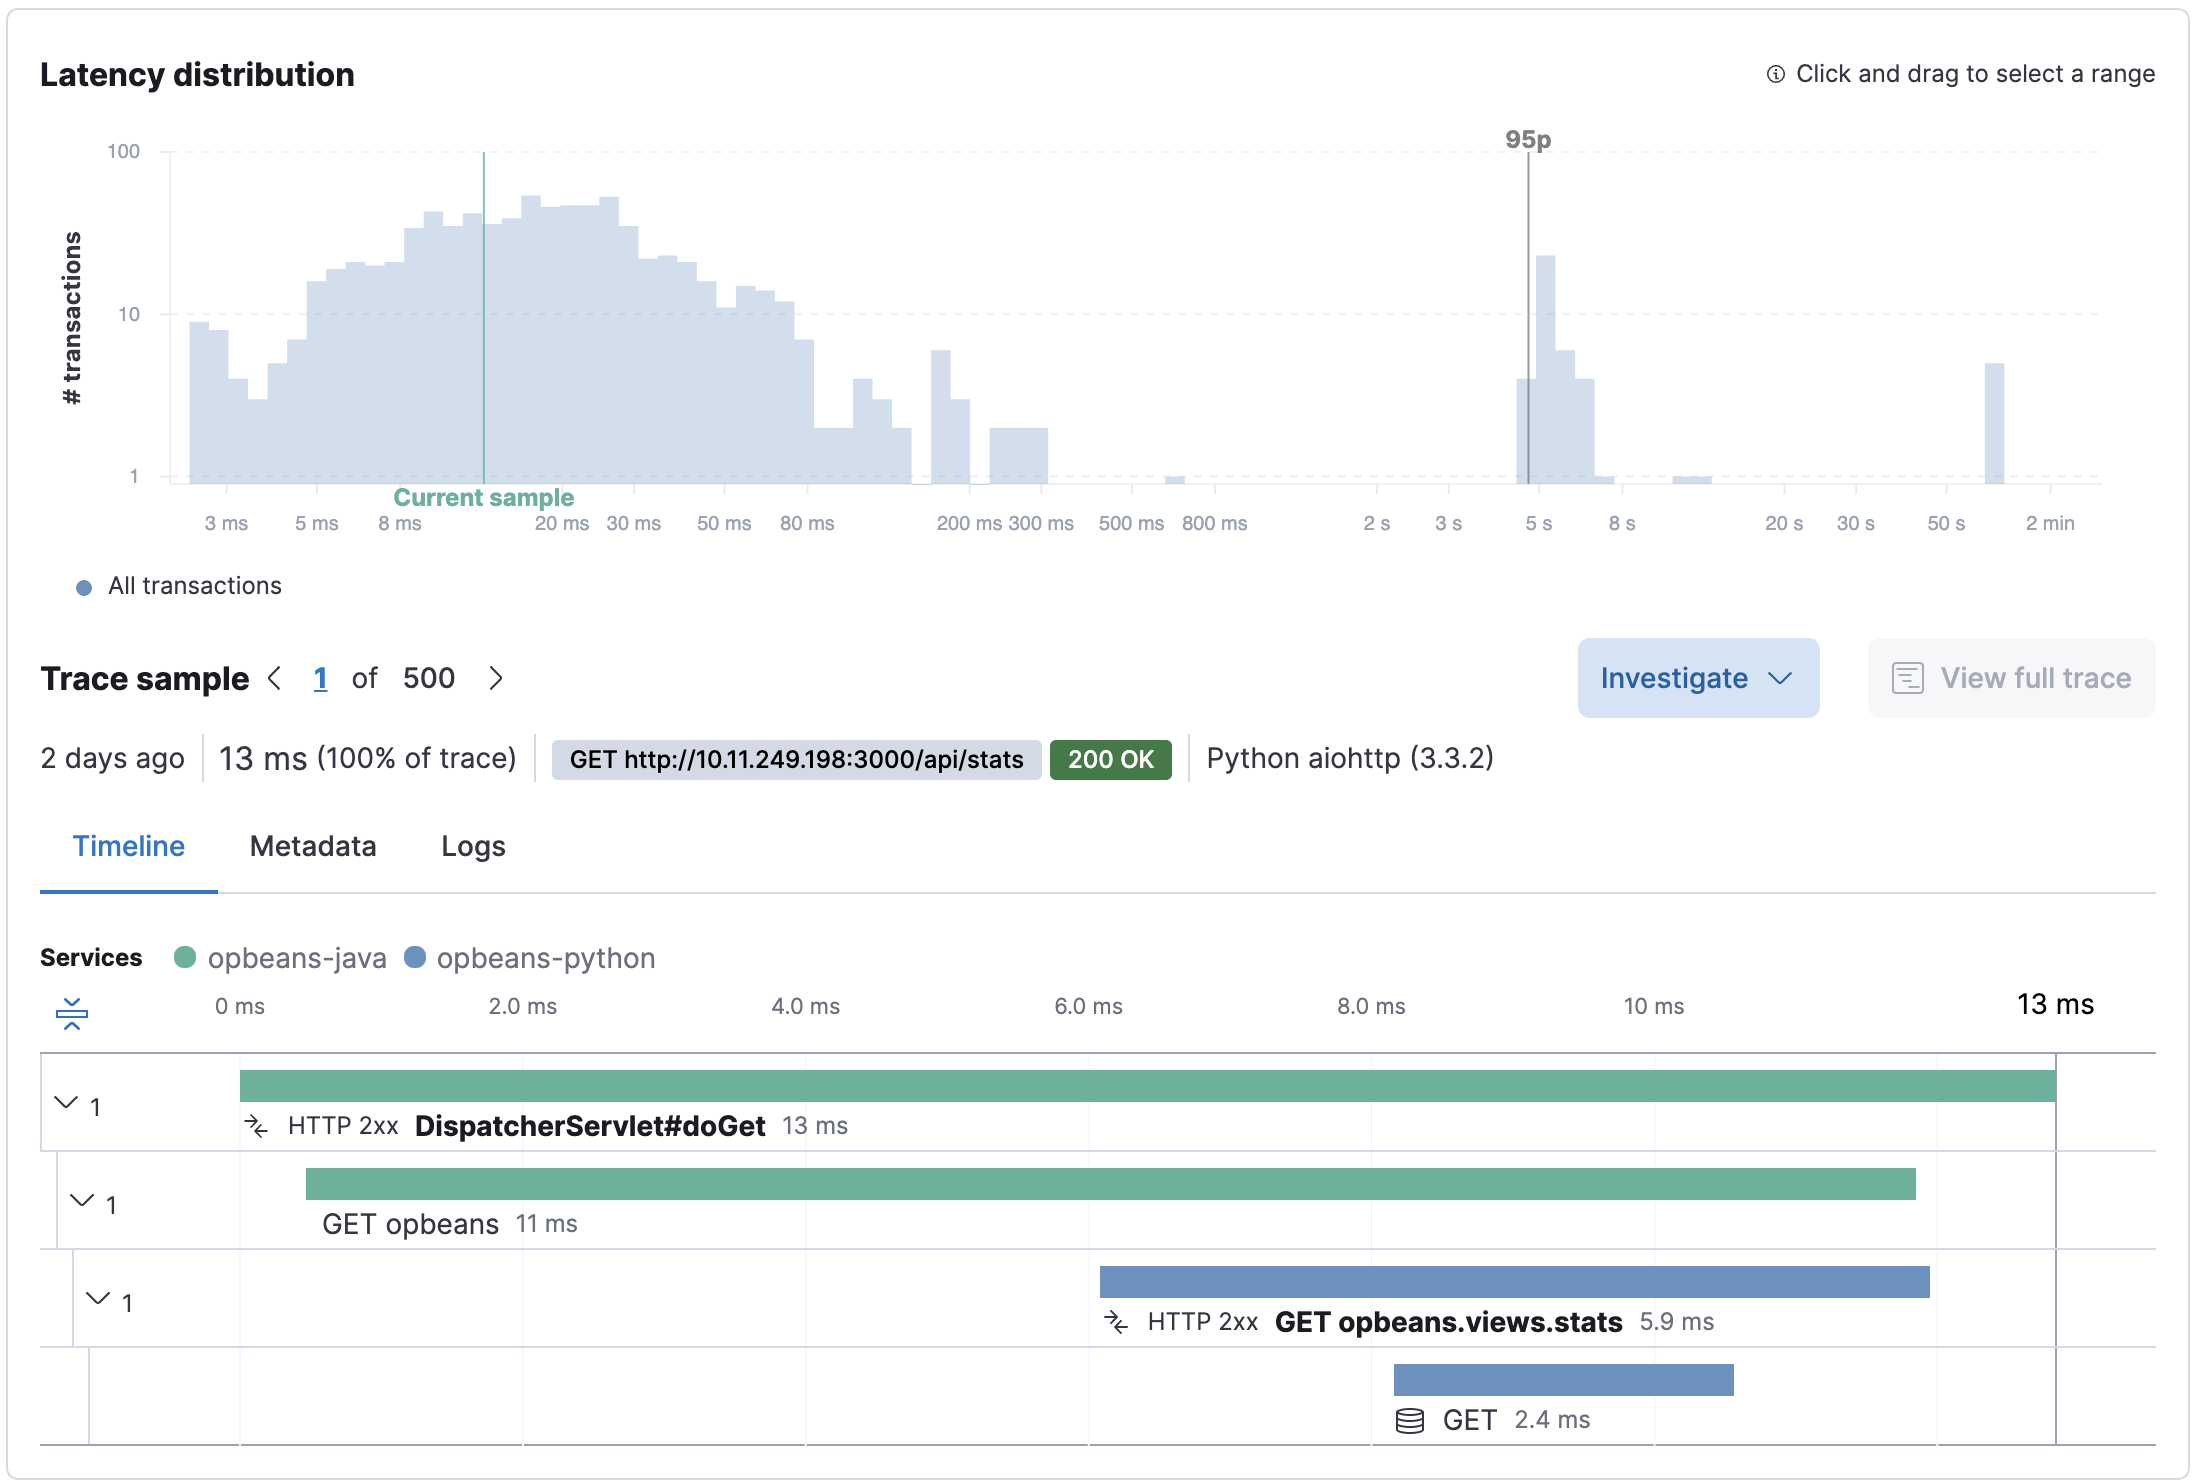 Latency distribution
Click and drag to select a range
95p
100
10
1
# transactions
Current sample
3 ms 5 ms 8 ms 20 ms 30 ms 50 ms 80 ms 200 ms 300 ms 500 ms 800 ms 2 s 3 s 5 s 8 s 20 s 30 s 50 s 2 min
All transactions
Trace sample 1 of 500
Investigate
View full trace
2 days ago 13 ms (100% of trace) GET http://10.11.249.198:3000/api/stats 200 OK Python aiohttp (3.3.2)
Timeline Metadata Logs
Services opbeans-java opbeans-python
0 ms 2.0 ms 4.0 ms 6.0 ms 8.0 ms 10 ms 13 ms
1
HTTP 2xx DispatcherServlet#doGet 13 ms
1
GET opbeans 11 ms
1
HTTP 2xx GET opbeans.views.stats 5.9 ms
GET 2.4 ms